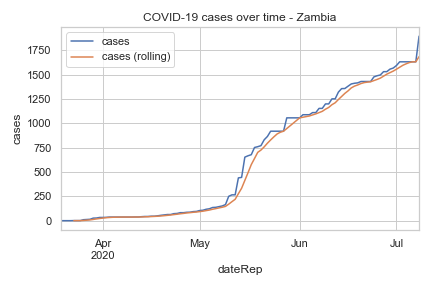 COVID-19 cases over time - Zambia
cases
cases (rolling)
1750
1500
1250
1000
750
500
250
0
cases
Apr
2020
May
Jun
Jul
dateRep